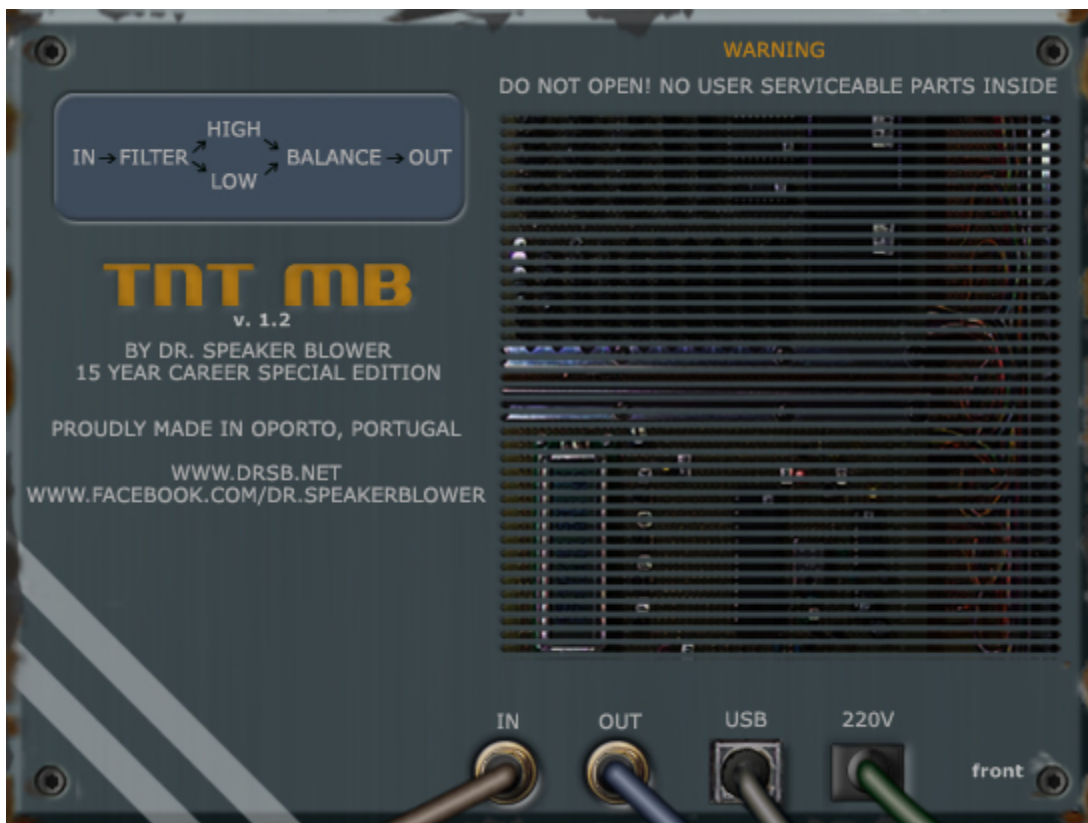 WARNING
DO NOT OPEN! NO USER SERVICEABLE PARTS INSIDE
HIGH
IN → FILTER BALANCE → OUT
LOW
TNT MB
v. 1.2
BY DR. SPEAKER BLOWER
15 YEAR CAREER SPECIAL EDITION
PROUDLY MADE IN OPORTO, PORTUGAL
WWW.DRSB.NET
WWW.FACEBOOK.COM/DR.SPEAKERBLOWER
IN OUT USB 220V
front